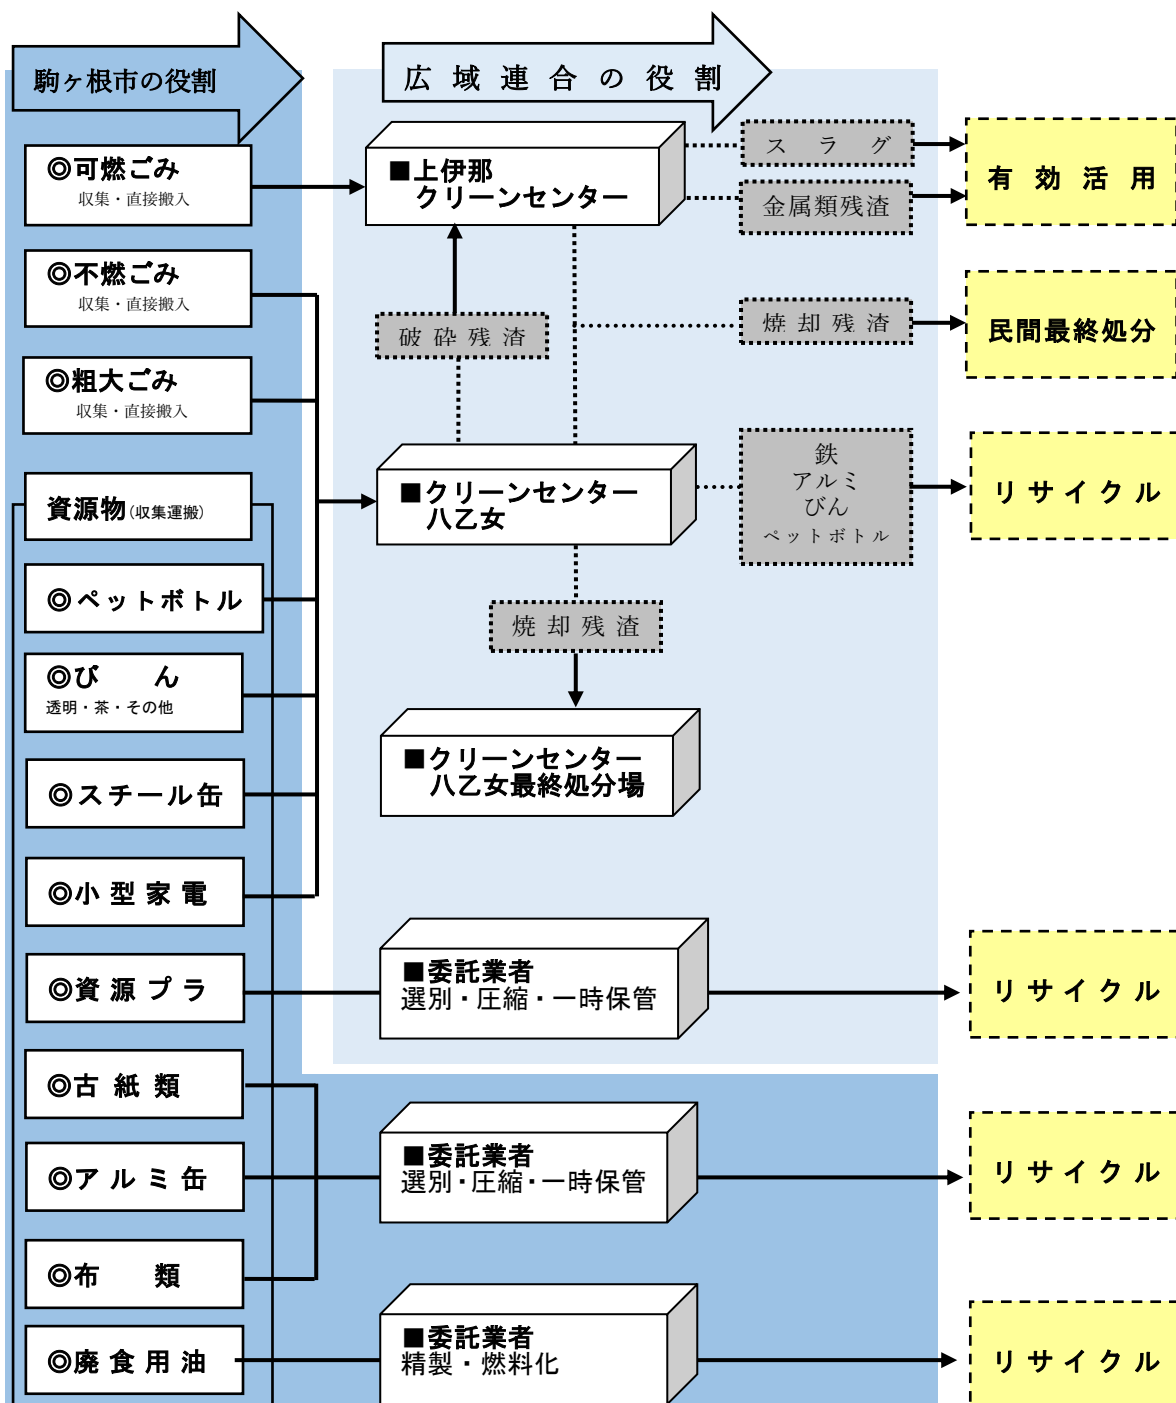 駒ヶ根市の役割
広域連合の役割
◎可燃ごみ
収集・直接搬入
■上伊那
クリーンセンター
スラグ
金属類残渣
有効活用
◎不燃ごみ
収集・直接搬入
破砕残渣
焼却残渣
民間最終処分
◎粗大ごみ
収集・直接搬入
資源物(収集運搬)
■クリーンセンター
八乙女
鉄
アルミ
びん
ペットボトル
リサイクル
◎ペットボトル
焼却残渣
◎びん
透明・茶・その他
■クリーンセンター
八乙女最終処分場
◎スチール缶
◎小型家電
◎資源プラ
■委託業者
選別・圧縮・一時保管
リサイクル
◎古紙類
◎アルミ缶
■委託業者
選別・圧縮・一時保管
リサイクル
◎布類
◎廃食用油
■委託業者
精製・燃料化
リサイクル